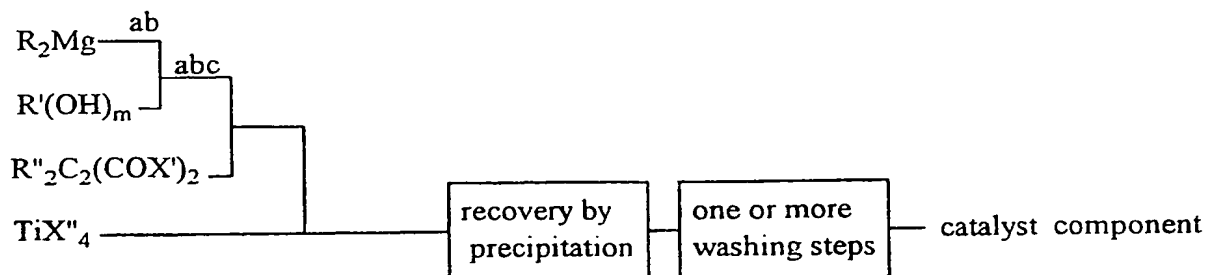 ab
R₂Mg
abc
R'(OH)ₘ
R"₂C₂(COX')₂
TiX"₄
recovery by
precipitation
one or more
washing steps
catalyst component